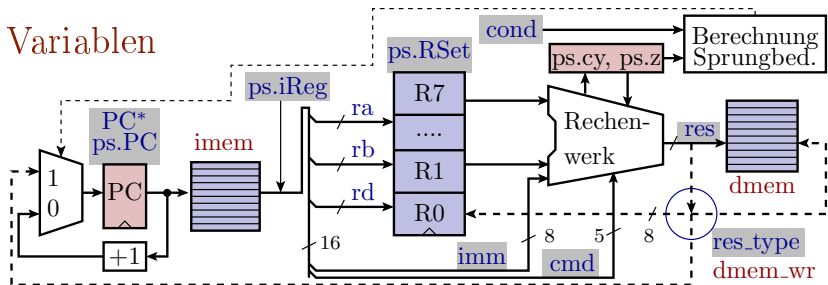 Variablen
cond
Berechnung
Sprungbed.
ps.RSet
ps.cy, ps.z
ps.iReg
R7
ra
....
Rechen-
werk
res
PC*
ps.PC
imem
rb
R1
1
0
PC
rd
R0
dmem
+1
16
8
5
8
imm
cmd
res_type
dmem_wr